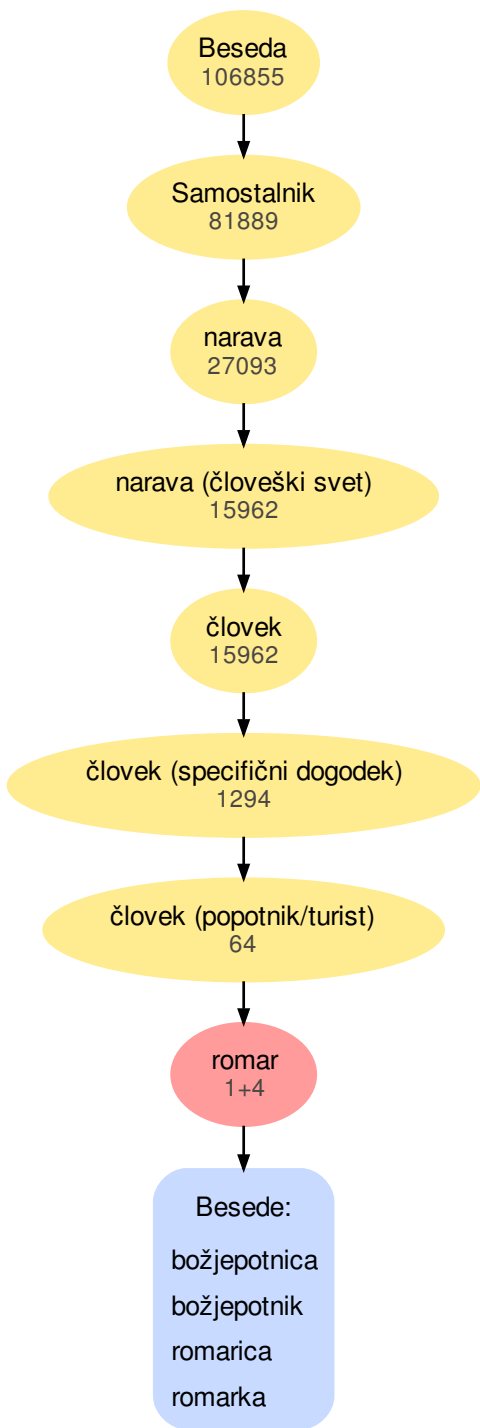 Beseda
106855
Samostalnik
81889
narava
27093
narava (človeški svet)
15962
človek
15962
človek (specifični dogodek)
1294
človek (popotnik/turist)
64
romar
1+4
Besede:
božjepotnica
božjepotnik
romarica
romarka